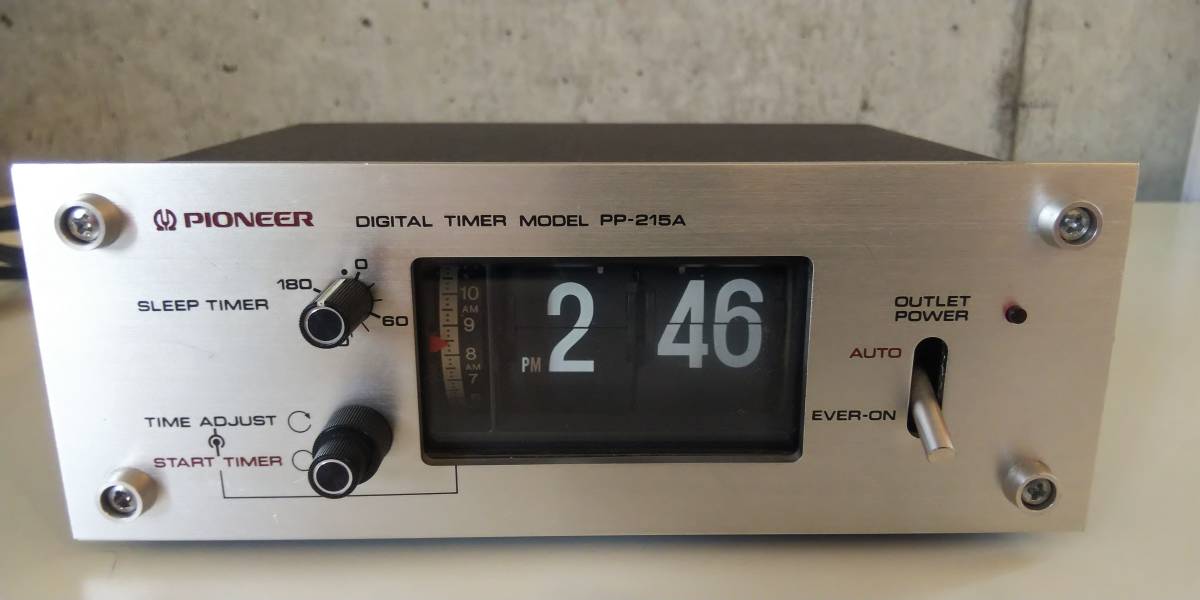 PIONEER DIGITAL TIMER MODEL PP-215A
0
180
SLEEP TIMER
60
10
AM
9
8
AM
7
PM 2 46
OUTLET
POWER
AUTO
EVER-ON
TIME ADJUST
START TIMER